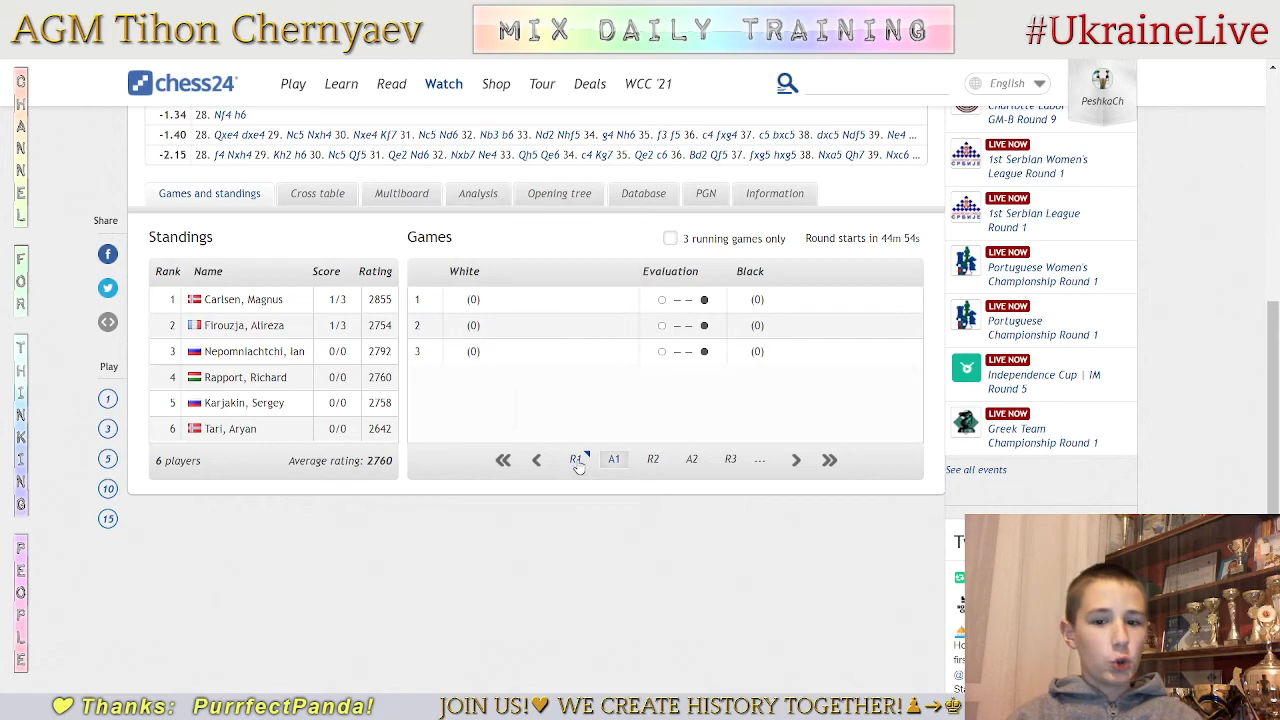 AGM Tihon Chernyaev
MIX DAILY TRAINING
#UkraineLive
CHANNEL
FOR
THINKING
PEOPLE
chess24
Play
Learn
Read
Watch
Shop
Tour
Deals
WCC '21
English
PeshkaCh
-1.34 28. Nf4 h6
-1.40 28. Qxe4 dxe4 29. Nc5 Nxh4 30. Nxe4 Kf7 31. Nc5 Nd6 32. Nb3 b6 33. Nd2 Nhf5 34. g4 Nh6 35. f3 f5 36. c4 fxg4 37. c5 bxc5 38. dxc5 Ndf5 39. Ne4 ...
-2.15 28. f4 Nxh4 29. Kh2 h6 30. Nc5 Qf5 31. Qe2 Nd6 32. Nxb7 Ne4 33. Qh5 Qe6 34. c4 Kg7 35. Qe2 c6 36. Ba5 Qf5 37. fxg5 hxg5 38. Nxa5 Qh7 39. Nxc6 ...
Games and standings
Cross table
Multiboard
Analysis
Opening tree
Database
PGN
Information
Share
Play
1
3
5
10
15
Standings
Rank Name Score Rating
1 Carlsen, Magnus 1/3 2855
2 Firouzja, Alireza 1/3 2754
3 Nepomniachtchi, Ian 0/0 2792
4 Rapport, Richard 0/0 2760
5 Karjakin, Sergey 0/0 2758
6 Tari, Aryan 0/0 2642
6 players Average rating: 2760
Games
3 running games only
Round starts in 44m 54s
White Evaluation Black
1 (0) (0)
2 (0) (0)
3 (0) (0)
R1 A1 R2 A2 R3 ...
GM-B Round 9
LIVE NOW
1st Serbian Women's
League Round 1
LIVE NOW
1st Serbian League
Round 1
LIVE NOW
Portuguese Women's
Championship Round 1
LIVE NOW
Portuguese
Championship Round 1
LIVE NOW
Independence Cup | IM
Round 5
LIVE NOW
Greek Team
Championship Round 1
See all events
Thanks: PurrfectPanda!
JOIN US! WE CREATE HISTORY TOGETHER!